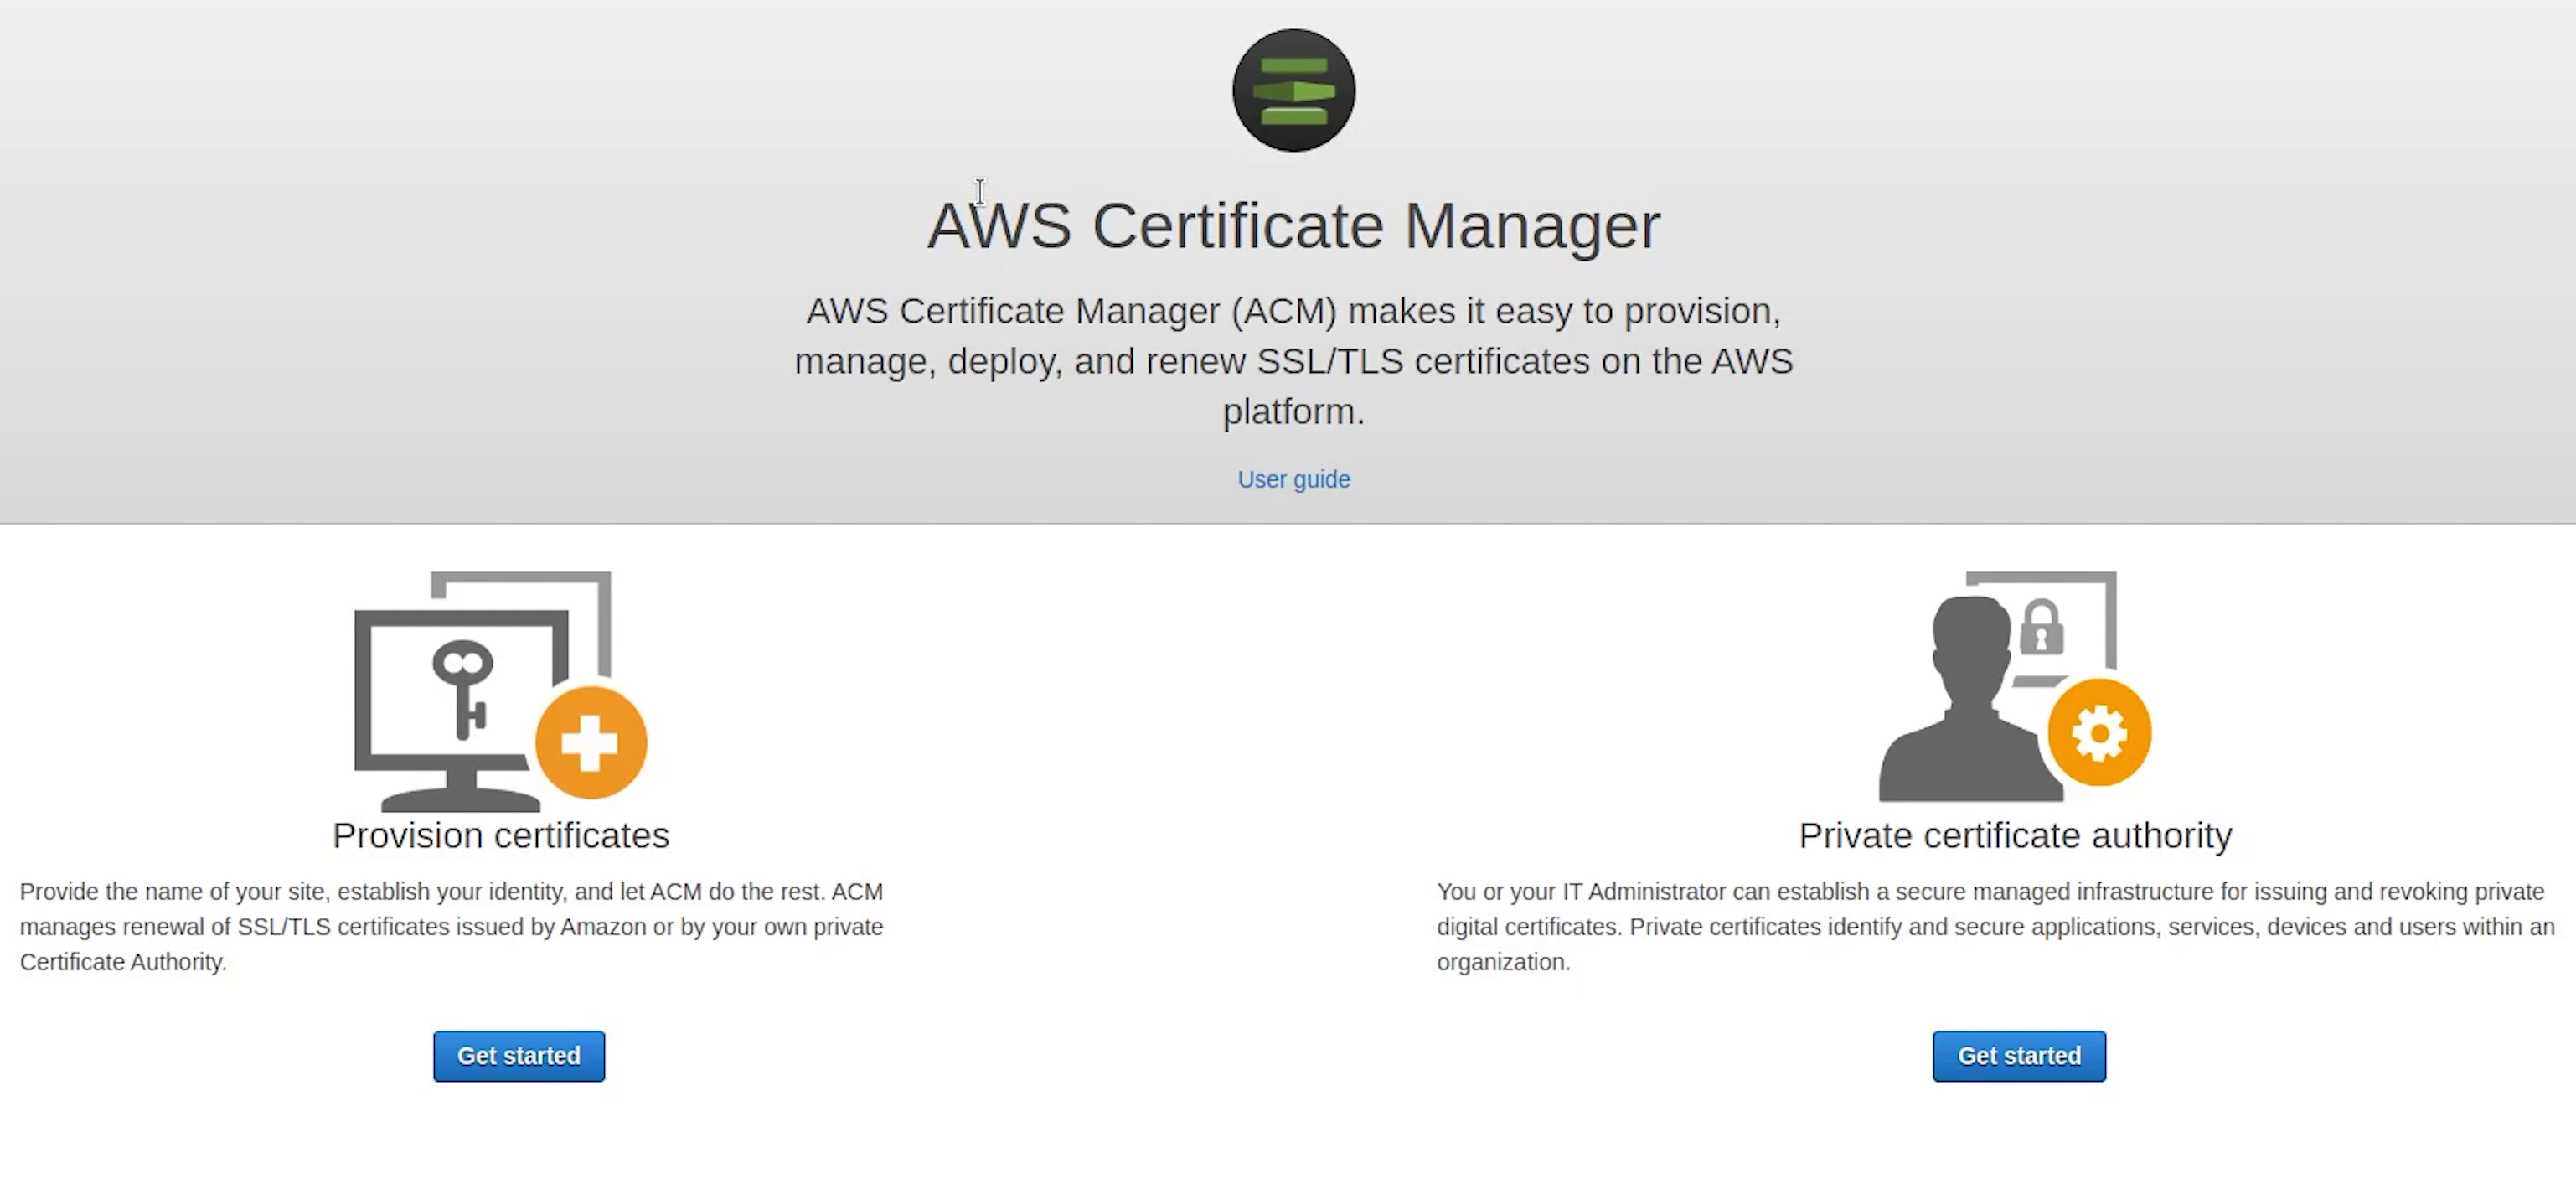 AWS Certificate Manager
AWS Certificate Manager (ACM) makes it easy to provision,
manage, deploy, and renew SSL/TLS certificates on the AWS
platform.
User guide
Provision certificates
Provide the name of your site, establish your identity, and let ACM do the rest. ACM
manages renewal of SSL/TLS certificates issued by Amazon or by your own private
Certificate Authority.
Get started
Private certificate authority
You or your IT Administrator can establish a secure managed infrastructure for issuing and revoking private
digital certificates. Private certificates identify and secure applications, services, devices and users within an
organization.
Get started